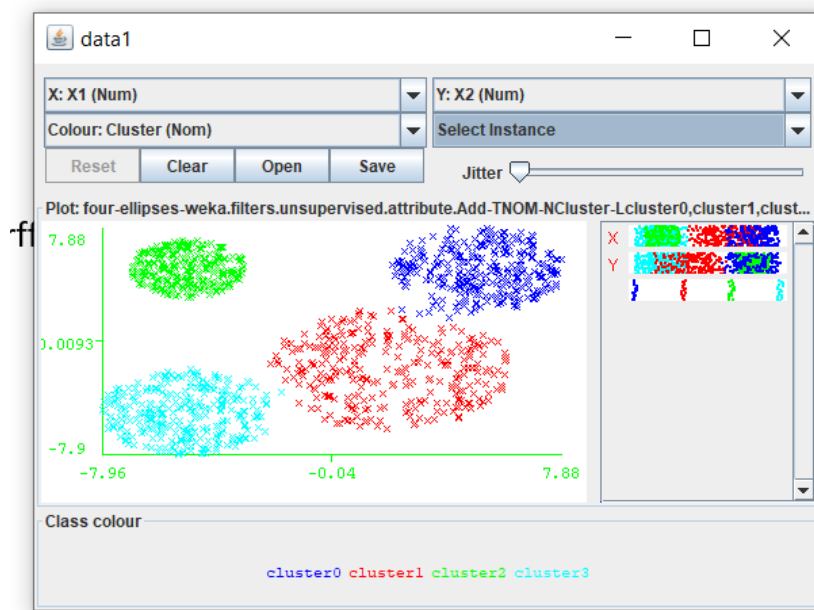 data1
X: X1 (Num)
Y: X2 (Num)
Colour: Cluster (Nom)
Select Instance
Reset
Clear
Open
Save
Jitter
Plot: four-ellipses-weka.filters.unsupervised.attribute.Add-TNOM-NCluster-Lcluster0,cluster1,clust...
rff
7.88
X
Y
0.0093
-7.9
-7.96
-0.04
7.88
Class colour
cluster0 cluster1 cluster2 cluster3